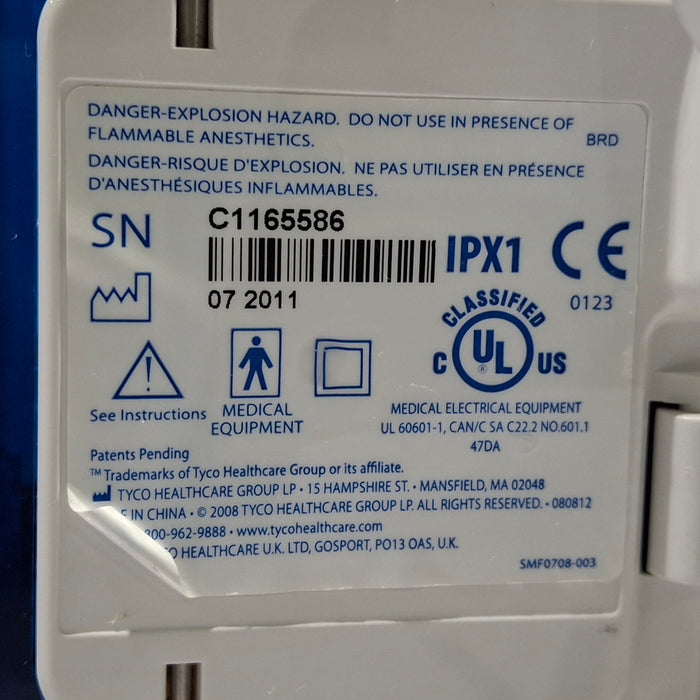 DANGER-EXPLOSION HAZARD. DO NOT USE IN PRESENCE OF
FLAMMABLE ANESTHETICS.
BRD
DANGER-RISQUE D'EXPLOSION. NE PAS UTILISER EN PRÉSENCE
D'ANESTHÉSIQUES INFLAMMABLES.
SN
C1165586
IPX1
CE
0123
07 2011
CLASSIFIED
C UL US
®
See Instructions
MEDICAL
EQUIPMENT
MEDICAL ELECTRICAL EQUIPMENT
UL 60601-1, CAN/C SA C22.2 NO.601.1
47DA
Patents Pending
™ Trademarks of Tyco Healthcare Group or its affiliate.
TYCO HEALTHCARE GROUP LP • 15 HAMPSHIRE ST. • MANSFIELD, MA 02048
E IN CHINA • © 2008 TYCO HEALTHCARE GROUP LP. ALL RIGHTS RESERVED. • 080812
800-962-9888 • www.tycohealthcare.com
CO HEALTHCARE U.K. LTD, GOSPORT, PO13 OAS, U.K.
SMF0708-003